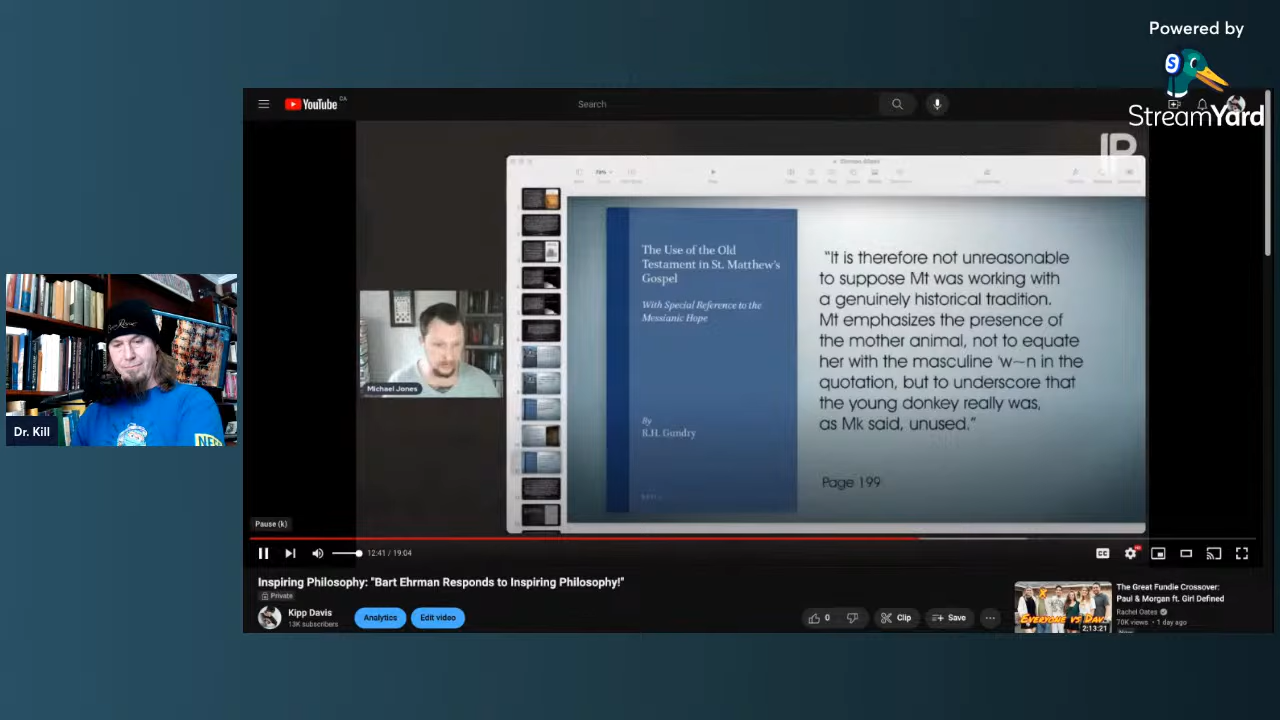 Powered by
StreamYard
YouTube CA
Search
IP
The Use of the Old
Testament in St. Matthew's
Gospel
With Special Reference to the
Messianic Hope
By
R.H. Gundry
"It is therefore not unreasonable
to suppose Mt was working with
a genuinely historical tradition.
Mt emphasizes the presence of
the mother animal, not to equate
her with the masculine 'w~n in the
quotation, but to underscore that
the young donkey really was,
as Mk said, unused."
Page 199
Michael Jones
Dr. Kill
Pause (k)
12:41 / 19:04
Inspiring Philosophy: "Bart Ehrman Responds to Inspiring Philosophy!"
Private
Kipp Davis
13K subscribers
Analytics
Edit video
0
Clip
Save
EVERYONE VS DAV
2:13:21
The Great Fundie Crossover:
Paul & Morgan ft. Girl Defined
Rachel Oates
70K views • 1 day ago
New